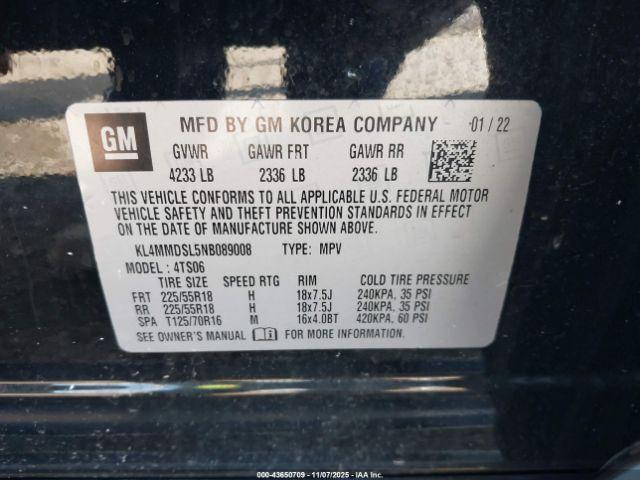 GM
MFD BY GM KOREA COMPANY 01 / 22
GVWR GAWR FRT GAWR RR
4233 LB 2336 LB 2336 LB
THIS VEHICLE CONFORMS TO ALL APPLICABLE U.S. FEDERAL MOTOR
VEHICLE SAFETY AND THEFT PREVENTION STANDARDS IN EFFECT
ON THE DATE OF MANUFACTURE SHOWN ABOVE.
KL4MMDSL5NB089008 TYPE: MPV
MODEL: 4TS06
TIRE SIZE SPEED RTG RIM COLD TIRE PRESSURE
FRT 225/55R18 H 18x7.5J 240KPA, 35 PSI
RR 225/55R18 H 18x7.5J 240KPA, 35 PSI
SPA T125/70R16 M 16x4.0BT 420KPA, 60 PSI
SEE OWNER'S MANUAL FOR MORE INFORMATION.
© 000-43650709 - 11/07/2025 - IAAI, Inc.